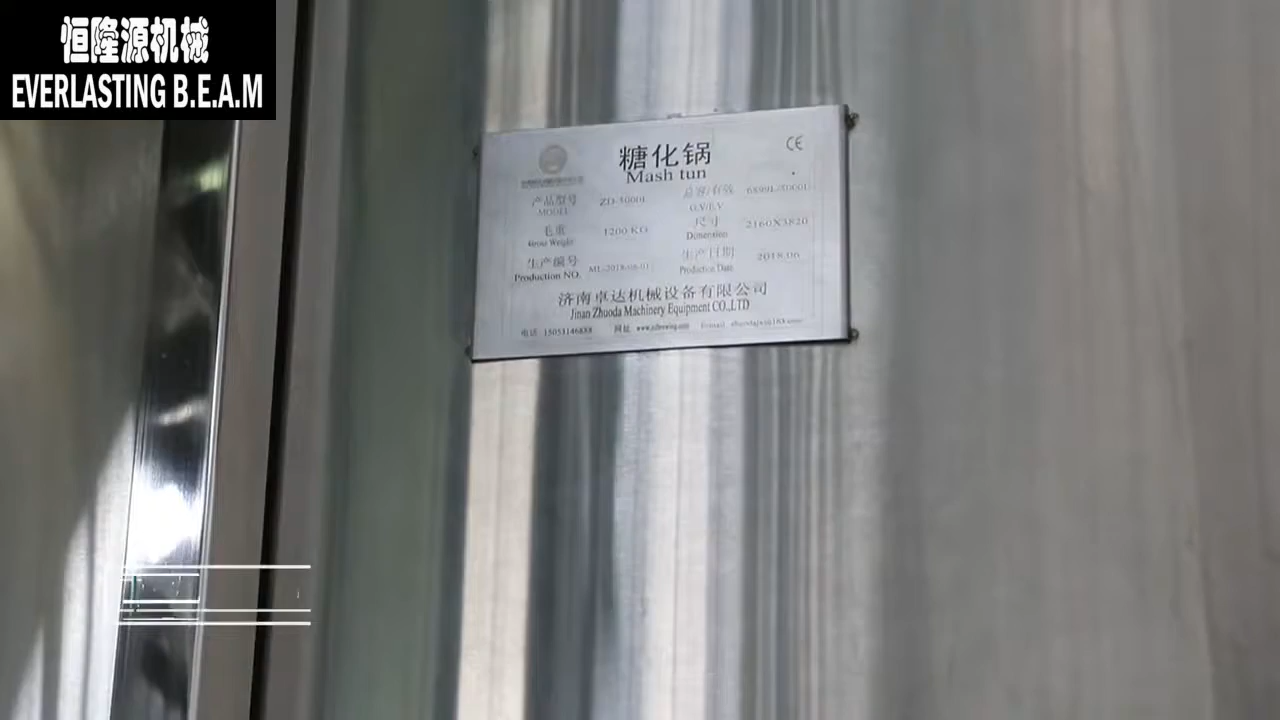 恒隆源机械
EVERLASTING B.E.A.M
糖化锅
CE
Mash tun
产品型号 ZD-5000L 总容/有效
MODEL G.V/E.V
毛重 1200 KG 尺寸 2160X3820
Gross Weight Dimension
生产编号 生产日期 2018.06
Production NO. Production Date
济南卓达机械设备有限公司
Jinan Zhuoda Machinery Equipment CO.,LTD
电话 15053146888 网址 E-mail